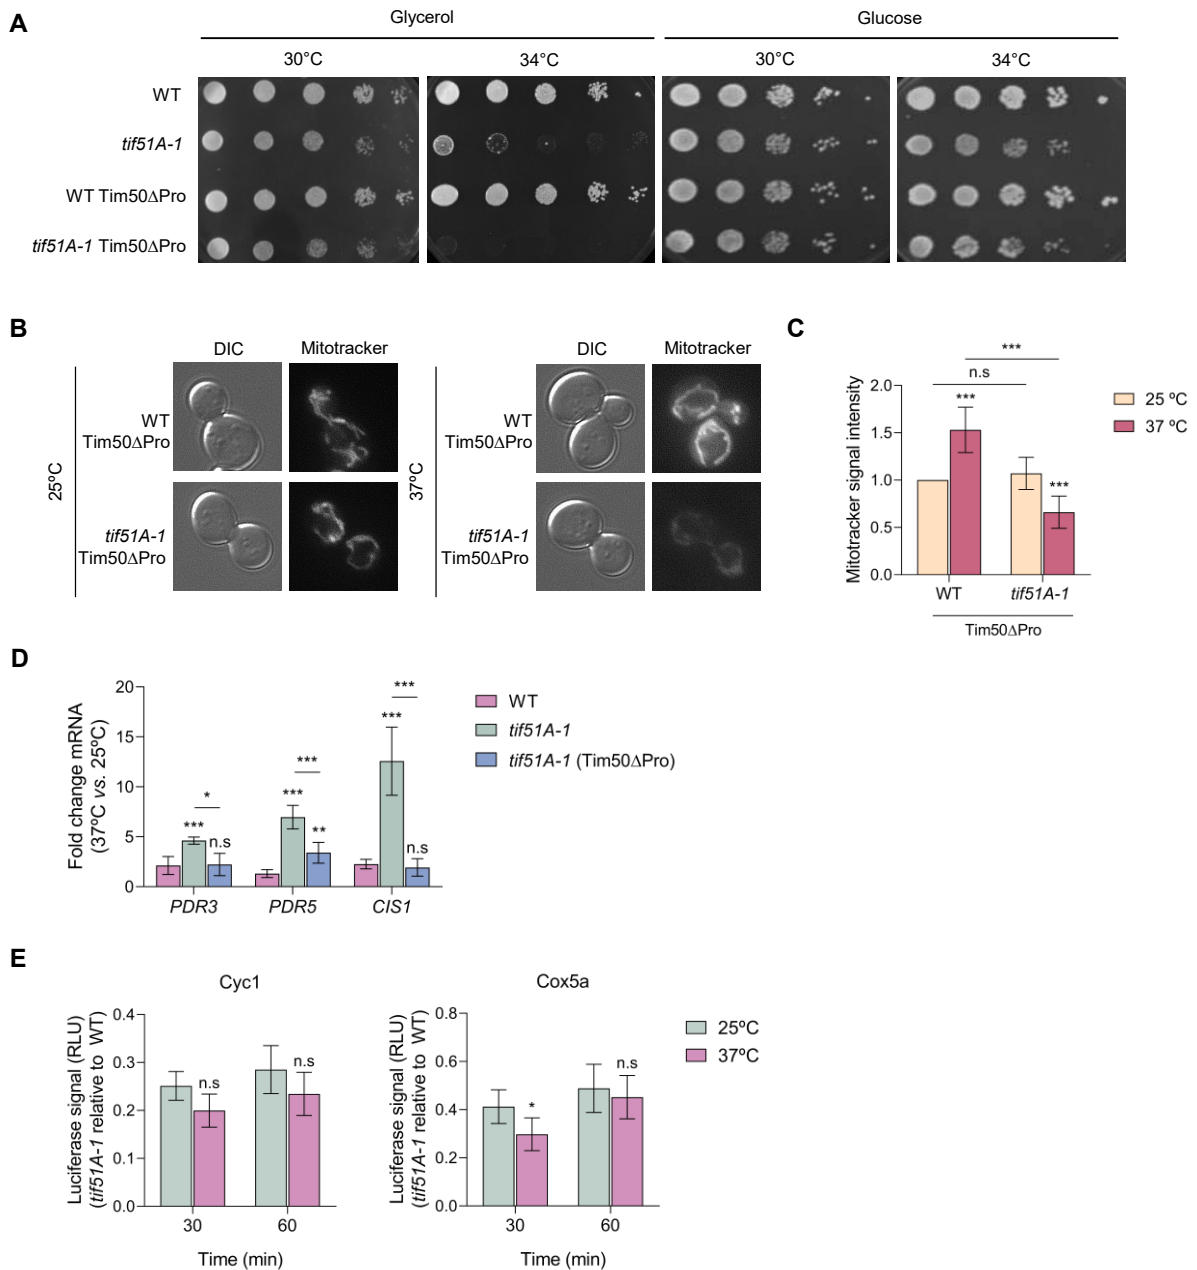 A
Glycerol
Glucose
30°C
34°C
30°C
34°C
WT
tif51A-1
WT Tim50ΔPro
tif51A-1 Tim50ΔPro
B
DIC
Mitotracker
DIC
Mitotracker
25ºC
WT
Tim50ΔPro
tif51A-1
Tim50ΔPro
37ºC
WT
Tim50ΔPro
tif51A-1
Tim50ΔPro
C
Mitotracker signal intensity
2.0
1.5
1.0
0.5
0.0
***
n.s
***
***
WT
tif51A-1
Tim50ΔPro
25 ºC
37 ºC
D
Fold change mRNA
(37ºC vs. 25ºC)
20
15
10
5
0
*
***
n.s
***
***
**
***
***
n.s
PDR3
PDR5
CIS1
WT
tif51A-1
tif51A-1 (Tim50ΔPro)
E
Cyc1
Luciferase signal (RLU)
(tif51A-1 relative to WT)
0.4
0.3
0.2
0.1
0.0
n.s
n.s
30
60
Time (min)
Cox5a
Luciferase signal (RLU)
(tif51A-1 relative to WT)
0.8
0.6
0.4
0.2
0.0
*
n.s
30
60
Time (min)
25ºC
37ºC